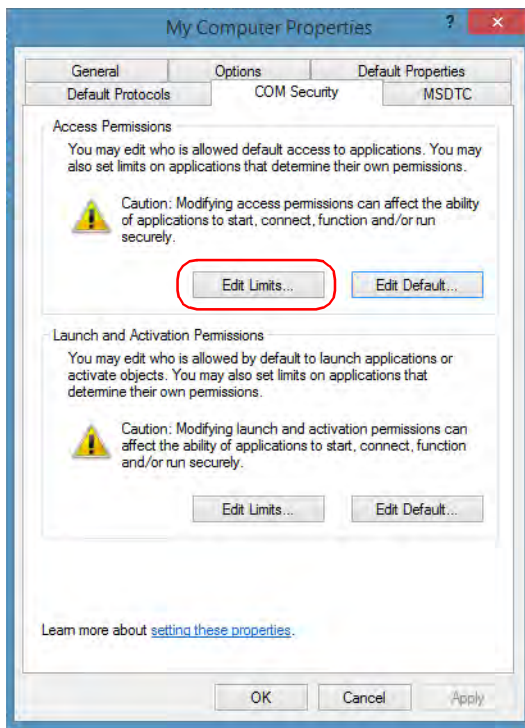 My Computer Properties
?
General Options Default Properties
Default Protocols COM Security MSDTC
Access Permissions
You may edit who is allowed default access to applications. You may
also set limits on applications that determine their own permissions.
Caution: Modifying access permissions can affect the ability
of applications to start, connect, function and/or run
securely.
Edit Limits... Edit Default...
Launch and Activation Permissions
You may edit who is allowed by default to launch applications or
activate objects. You may also set limits on applications that
determine their own permissions.
Caution: Modifying launch and activation permissions can
affect the ability of applications to start, connect, function
and/or run securely.
Edit Limits... Edit Default...
Learn more about setting these properties.
OK Cancel Apply